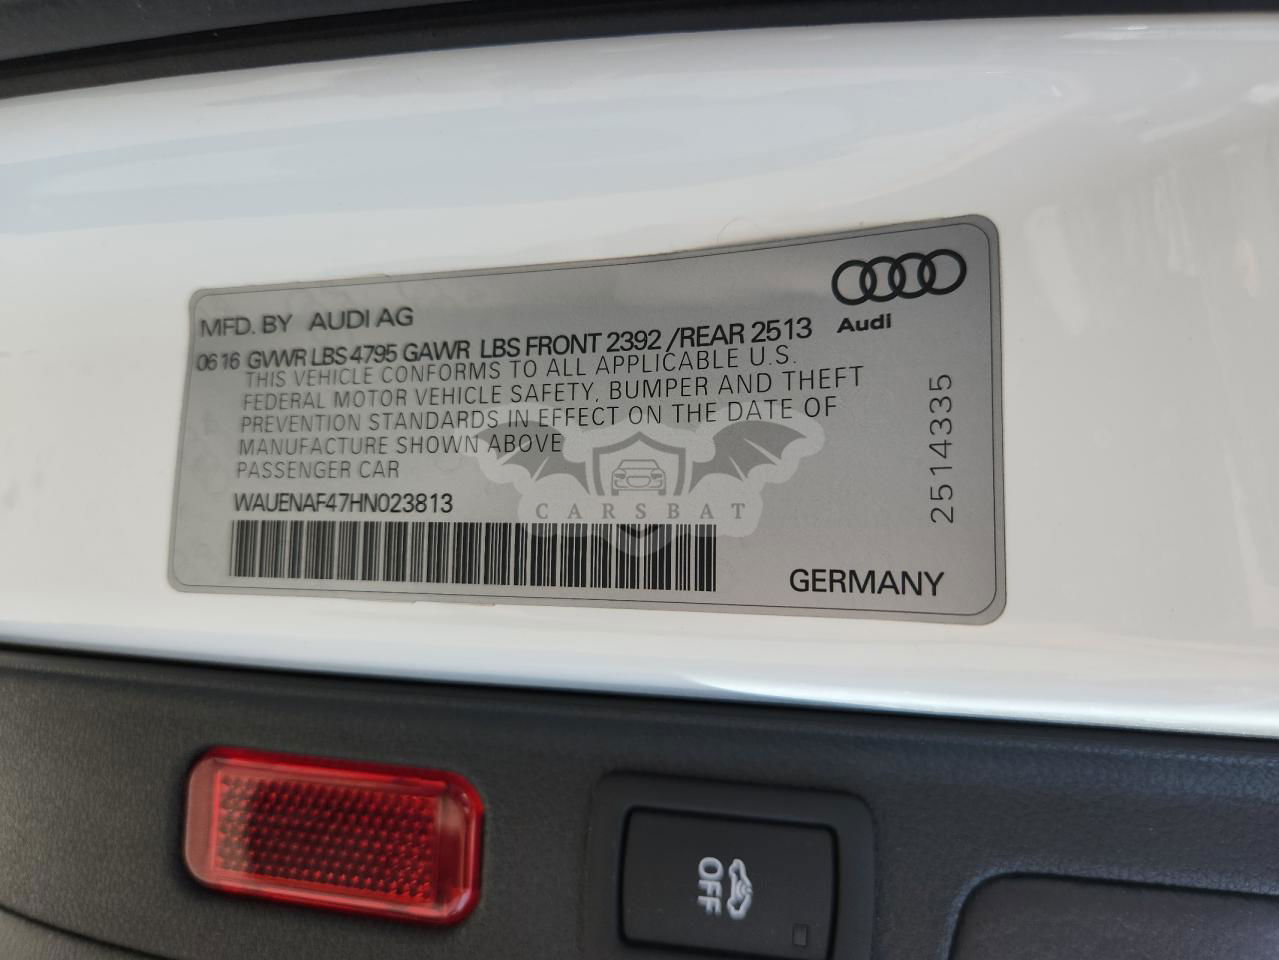 MFD. BY AUDI AG
0616 GVWR LBS 4795 GAWR LBS FRONT 2392 /REAR 2513
THIS VEHICLE CONFORMS TO ALL APPLICABLE U.S.
FEDERAL MOTOR VEHICLE SAFETY, BUMPER AND THEFT
PREVENTION STANDARDS IN EFFECT ON THE DATE OF
MANUFACTURE SHOWN ABOVE
PASSENGER CAR
WAUENAF47HN023813
Audi
2514335
GERMANY
CARSBAT
OFF